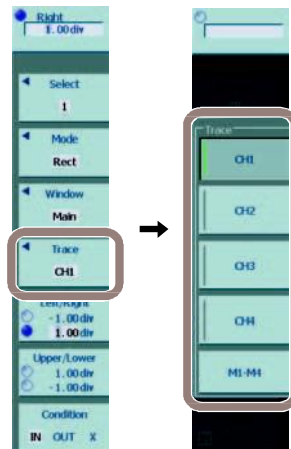 Right
1.00div
Select
1
Mode
Rect
Window
Main
Trace
CH1
Left/Right
-1.00div
1.00div
Upper/Lower
1.00div
-1.00div
Condition
IN OUT X
Trace
CH1
CH2
CH3
CH4
M1-M4